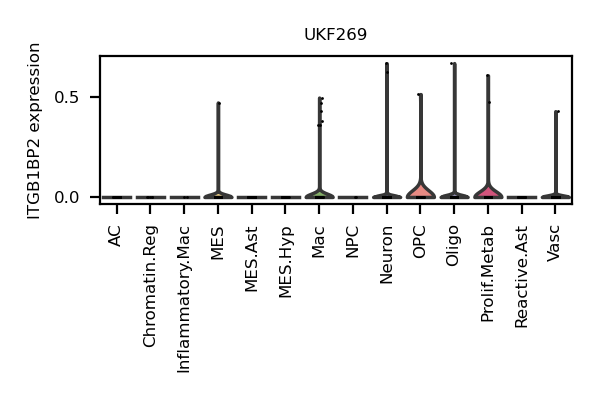 UKF269
ITGB1BP2 expression
0.5
0.0
AC
Chromatin.Reg
Inflammatory.Mac
MES
MES.Ast
MES.Hyp
Mac
NPC
Neuron
OPC
Oligo
Prolif.Metab
Reactive.Ast
Vasc